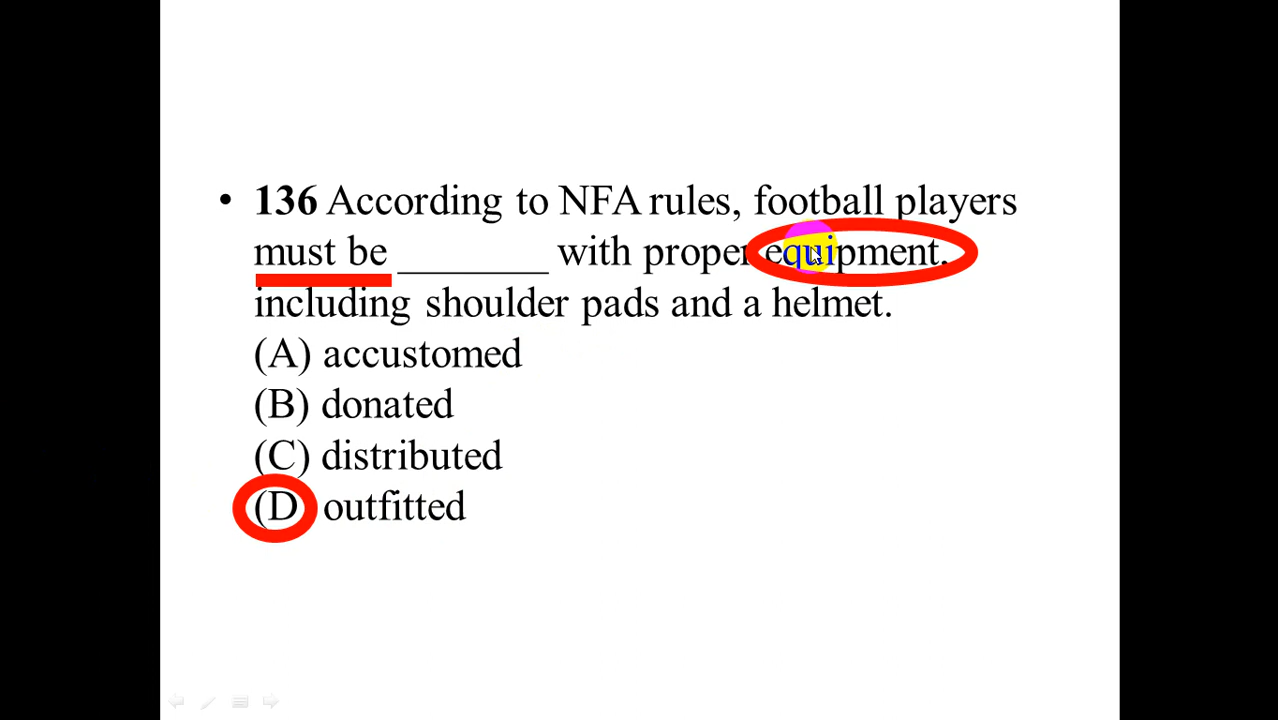 • 136 According to NFA rules, football players
must be _______ with proper equipment,
including shoulder pads and a helmet.
(A) accustomed
(B) donated
(C) distributed
(D) outfitted